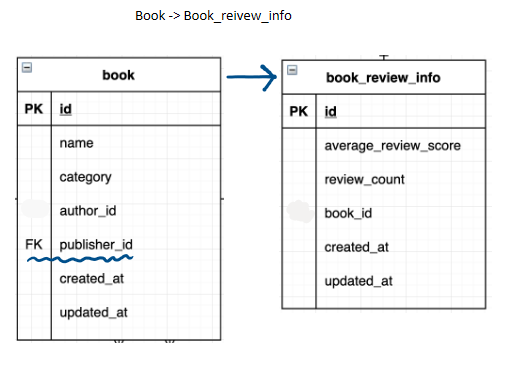 Book -> Book_reivew_info
book
PK id
name
category
author_id
FK publisher_id
created_at
updated_at
book_review_info
PK id
average_review_score
review_count
book_id
created_at
updated_at